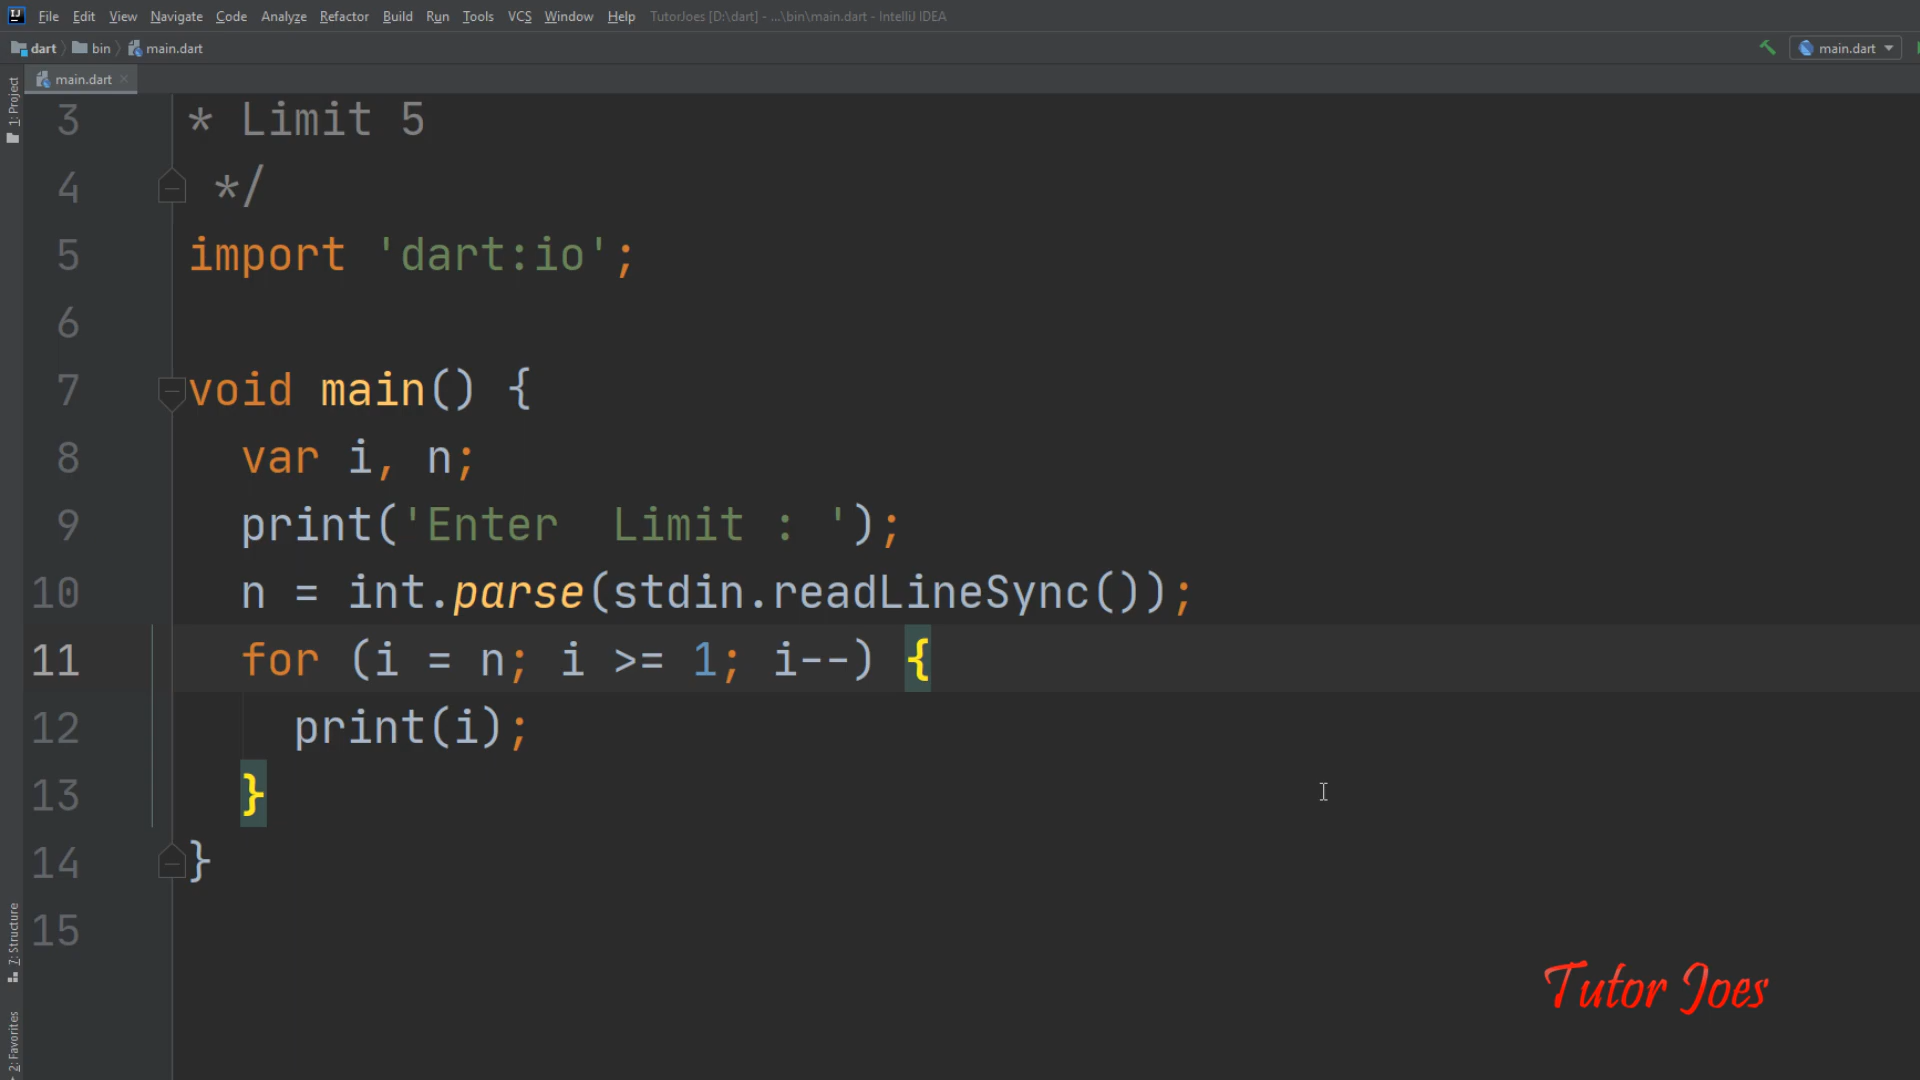 File Edit View Navigate Code Analyze Refactor Build Run Tools VCS Window Help TutorJoes [D:\dart] - ...\bin\main.dart - IntelliJ IDEA
dart bin main.dart main.dart
main.dart
1: Project
3 * Limit 5
4 */
5 import 'dart:io';
6
7 void main() {
8 var i, n;
9 print('Enter  Limit : ');
10 n = int.parse(stdin.readLineSync());
11 for (i = n; i >= 1; i--) {
12 print(i);
13 }
14 }
15
7: Structure
2: Favorites
Tutor Joes